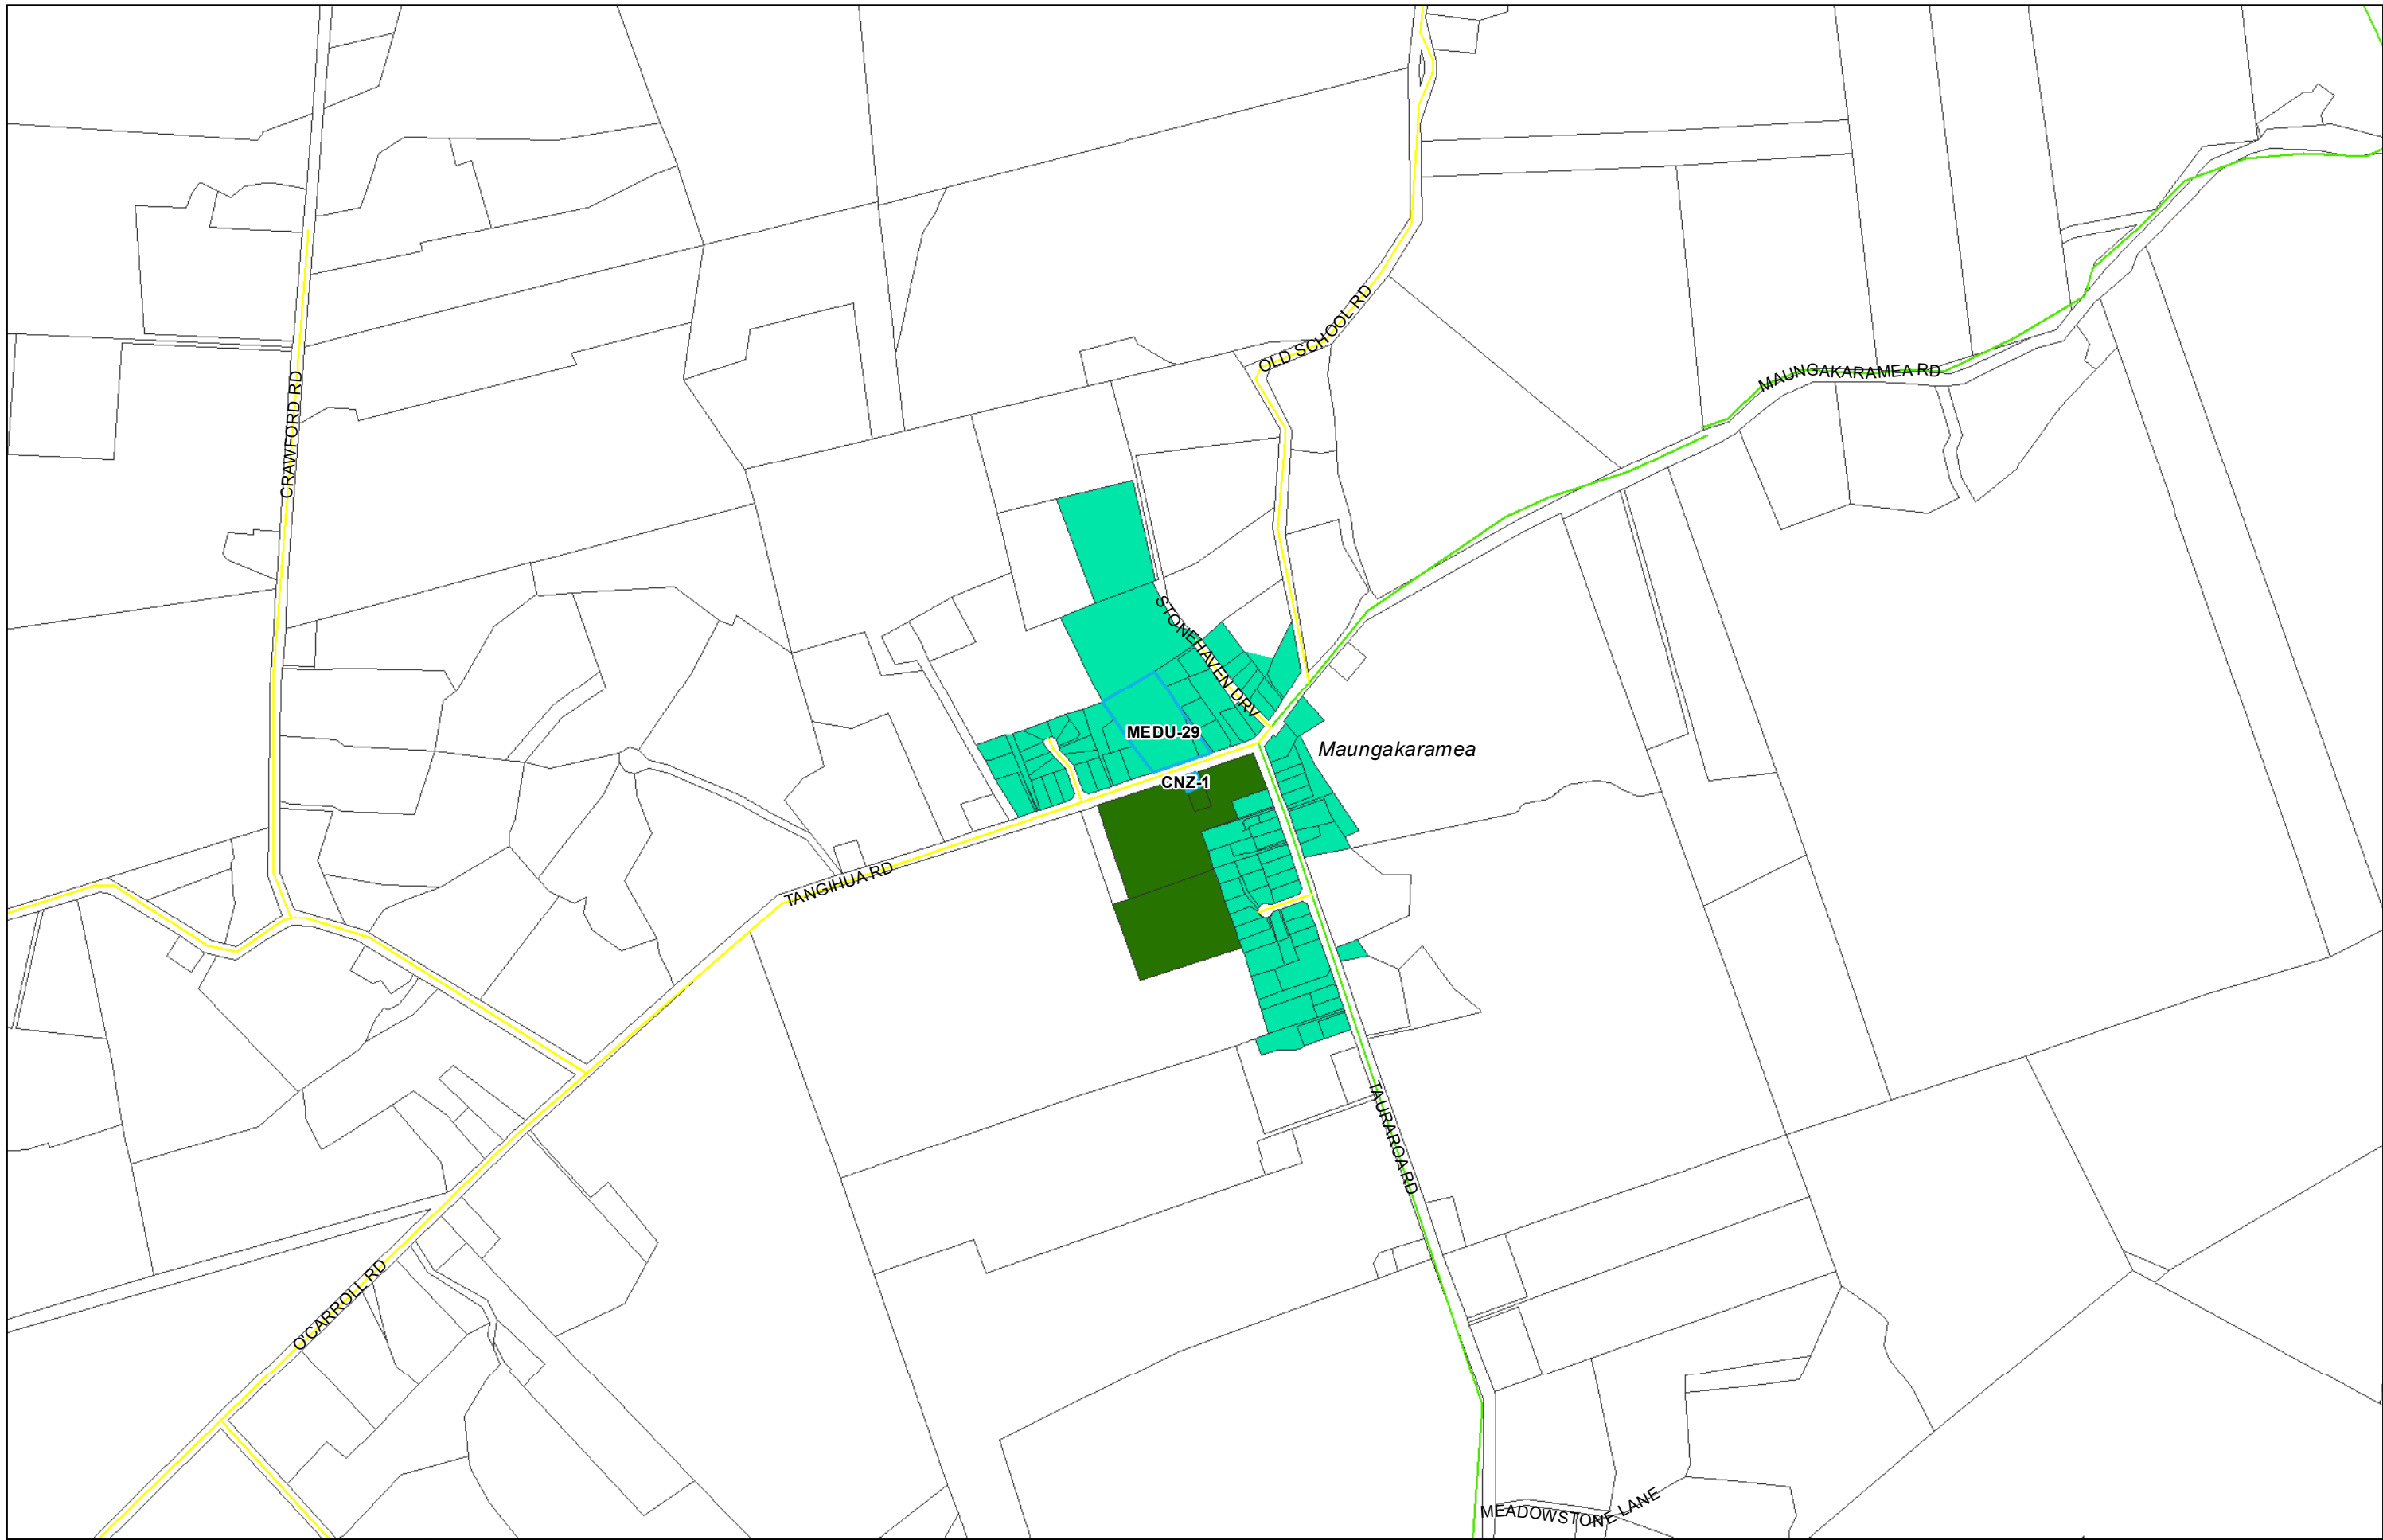 OLD SCHOOL RD
MAUNGAKARAMEA RD
CRAWFORD RD
STONEHAVEN DRV
MEDU-29
Maungakaramea
CNZ-1
TANGIHUA RD
TAURAROA RD
O'CARROLL RD
MEADOWSTONE LANE